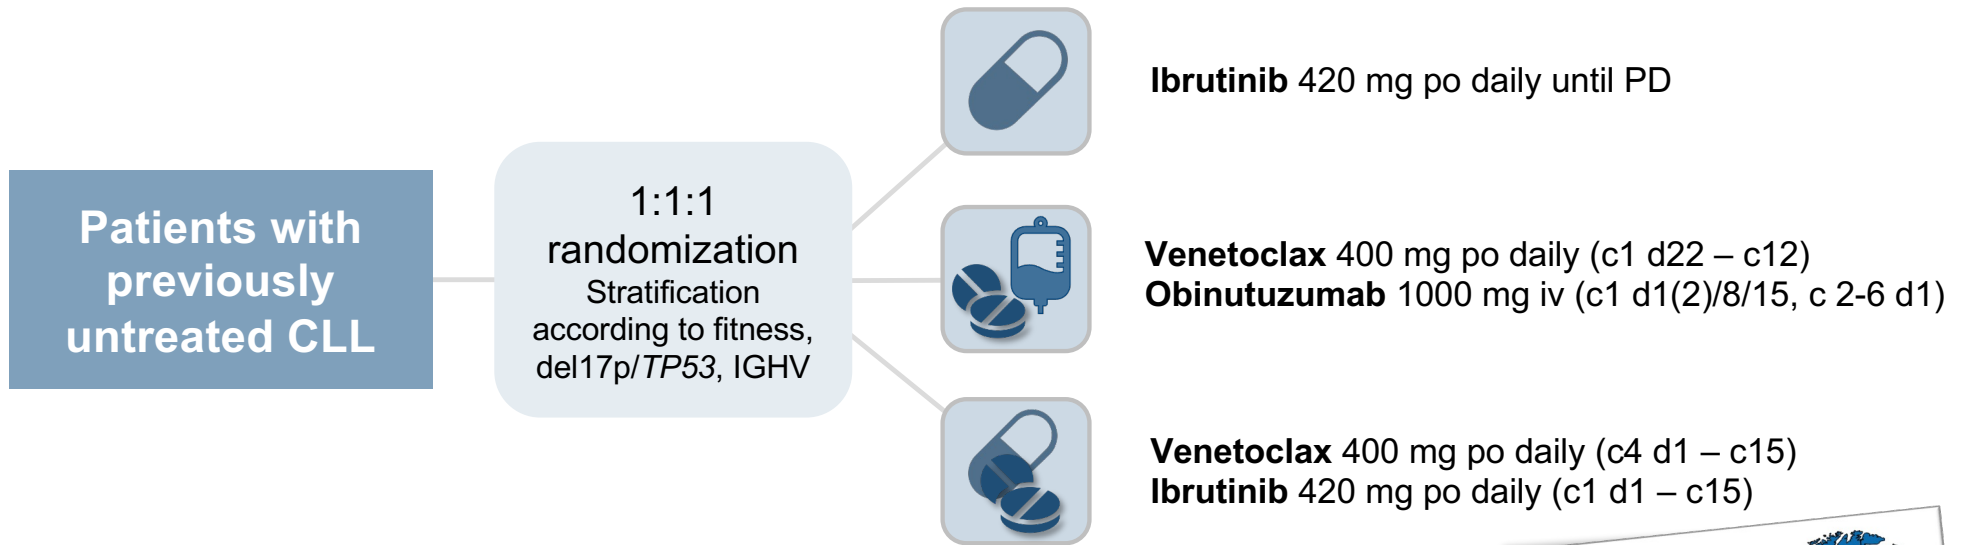 Patients with
previously
untreated CLL
1:1:1
randomization
Stratification
according to fitness,
del17p/TP53, IGHV
Ibrutinib 420 mg po daily until PD
Venetoclax 400 mg po daily (c1 d22 – c12)
Obinutuzumab 1000 mg iv (c1 d1(2)/8/15, c 2-6 d1)
Venetoclax 400 mg po daily (c4 d1 – c15)
Ibrutinib 420 mg po daily (c1 d1 – c15)